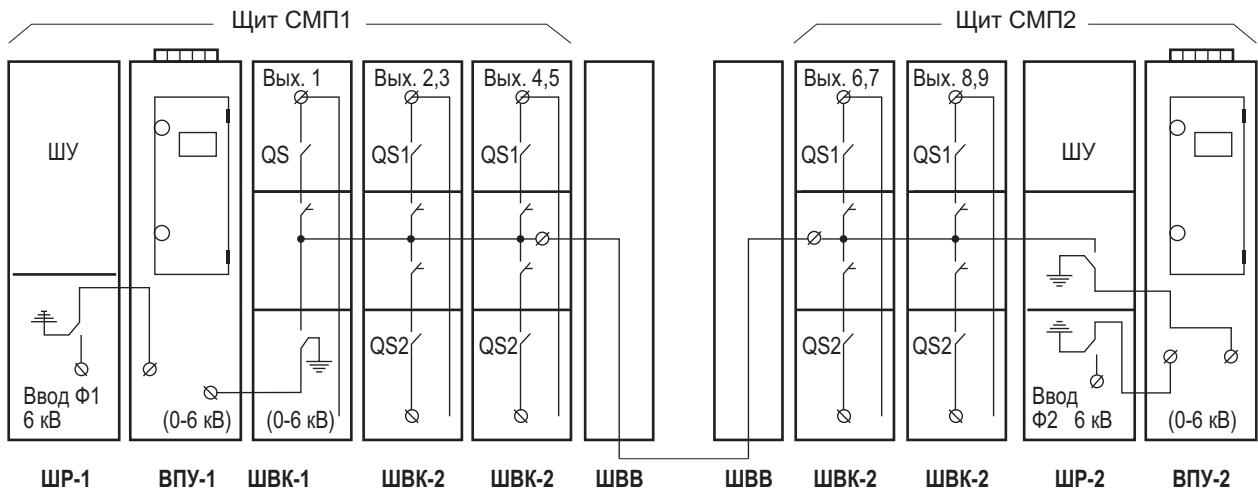 Щит СМП1
Щит СМП2
Вых. 1
Вых. 2,3
Вых. 4,5
Вых. 6,7
Вых. 8,9
ШУ
QS
QS1
QS1
QS1
QS1
ШУ
QS2
QS2
QS2
QS2
Ввод Ф1
6 кВ
(0-6 кВ)
(0-6 кВ)
Ввод
Ф2 6 кВ
(0-6 кВ)
ШР-1
ВПУ-1
ШВК-1
ШВК-2
ШВК-2
ШВВ
ШВВ
ШВК-2
ШВК-2
ШР-2
ВПУ-2